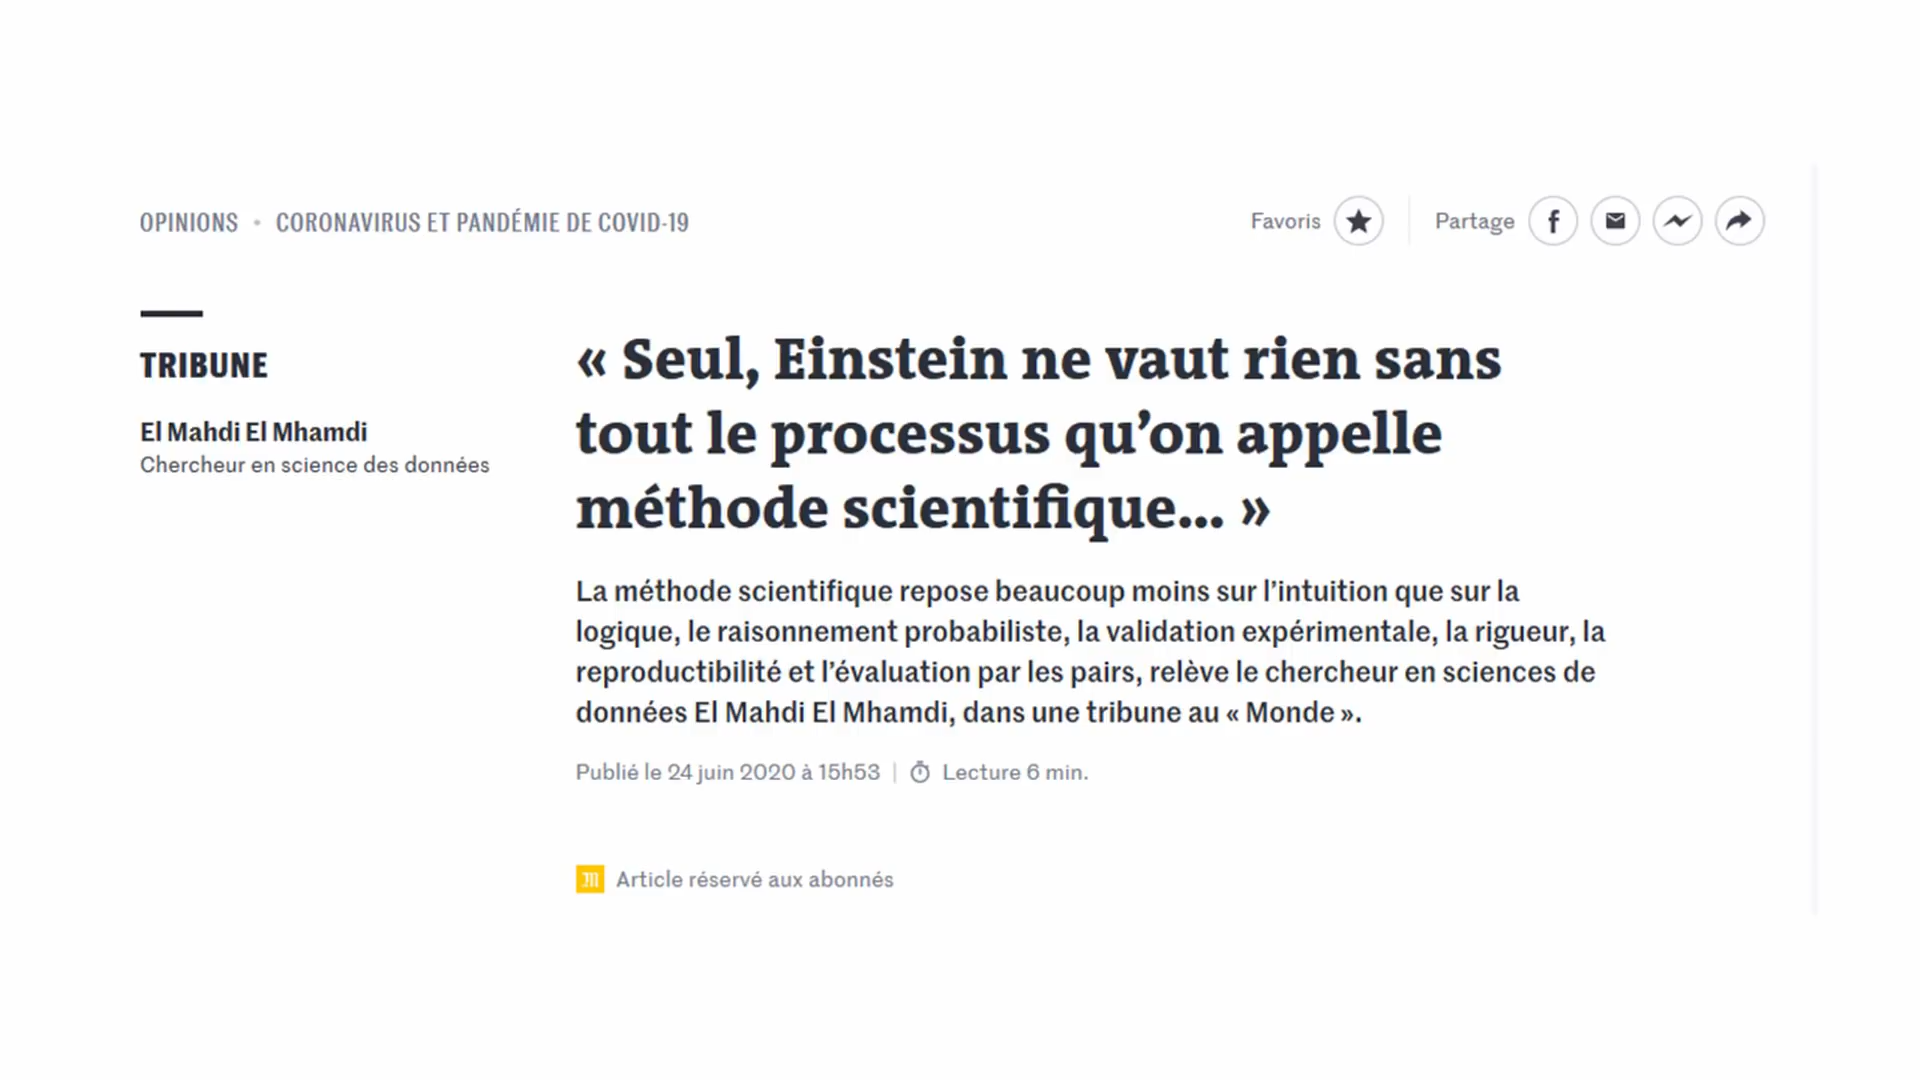 OPINIONS • CORONAVIRUS ET PANDÉMIE DE COVID-19
Favoris
Partage
TRIBUNE
El Mahdi El Mhamdi
Chercheur en science des données
« Seul, Einstein ne vaut rien sans
tout le processus qu’on appelle
méthode scientifique... »
La méthode scientifique repose beaucoup moins sur l’intuition que sur la
logique, le raisonnement probabiliste, la validation expérimentale, la rigueur, la
reproductibilité et l’évaluation par les pairs, relève le chercheur en sciences de
données El Mahdi El Mhamdi, dans une tribune au « Monde ».
Publié le 24 juin 2020 à 15h53 | Lecture 6 min.
Article réservé aux abonnés